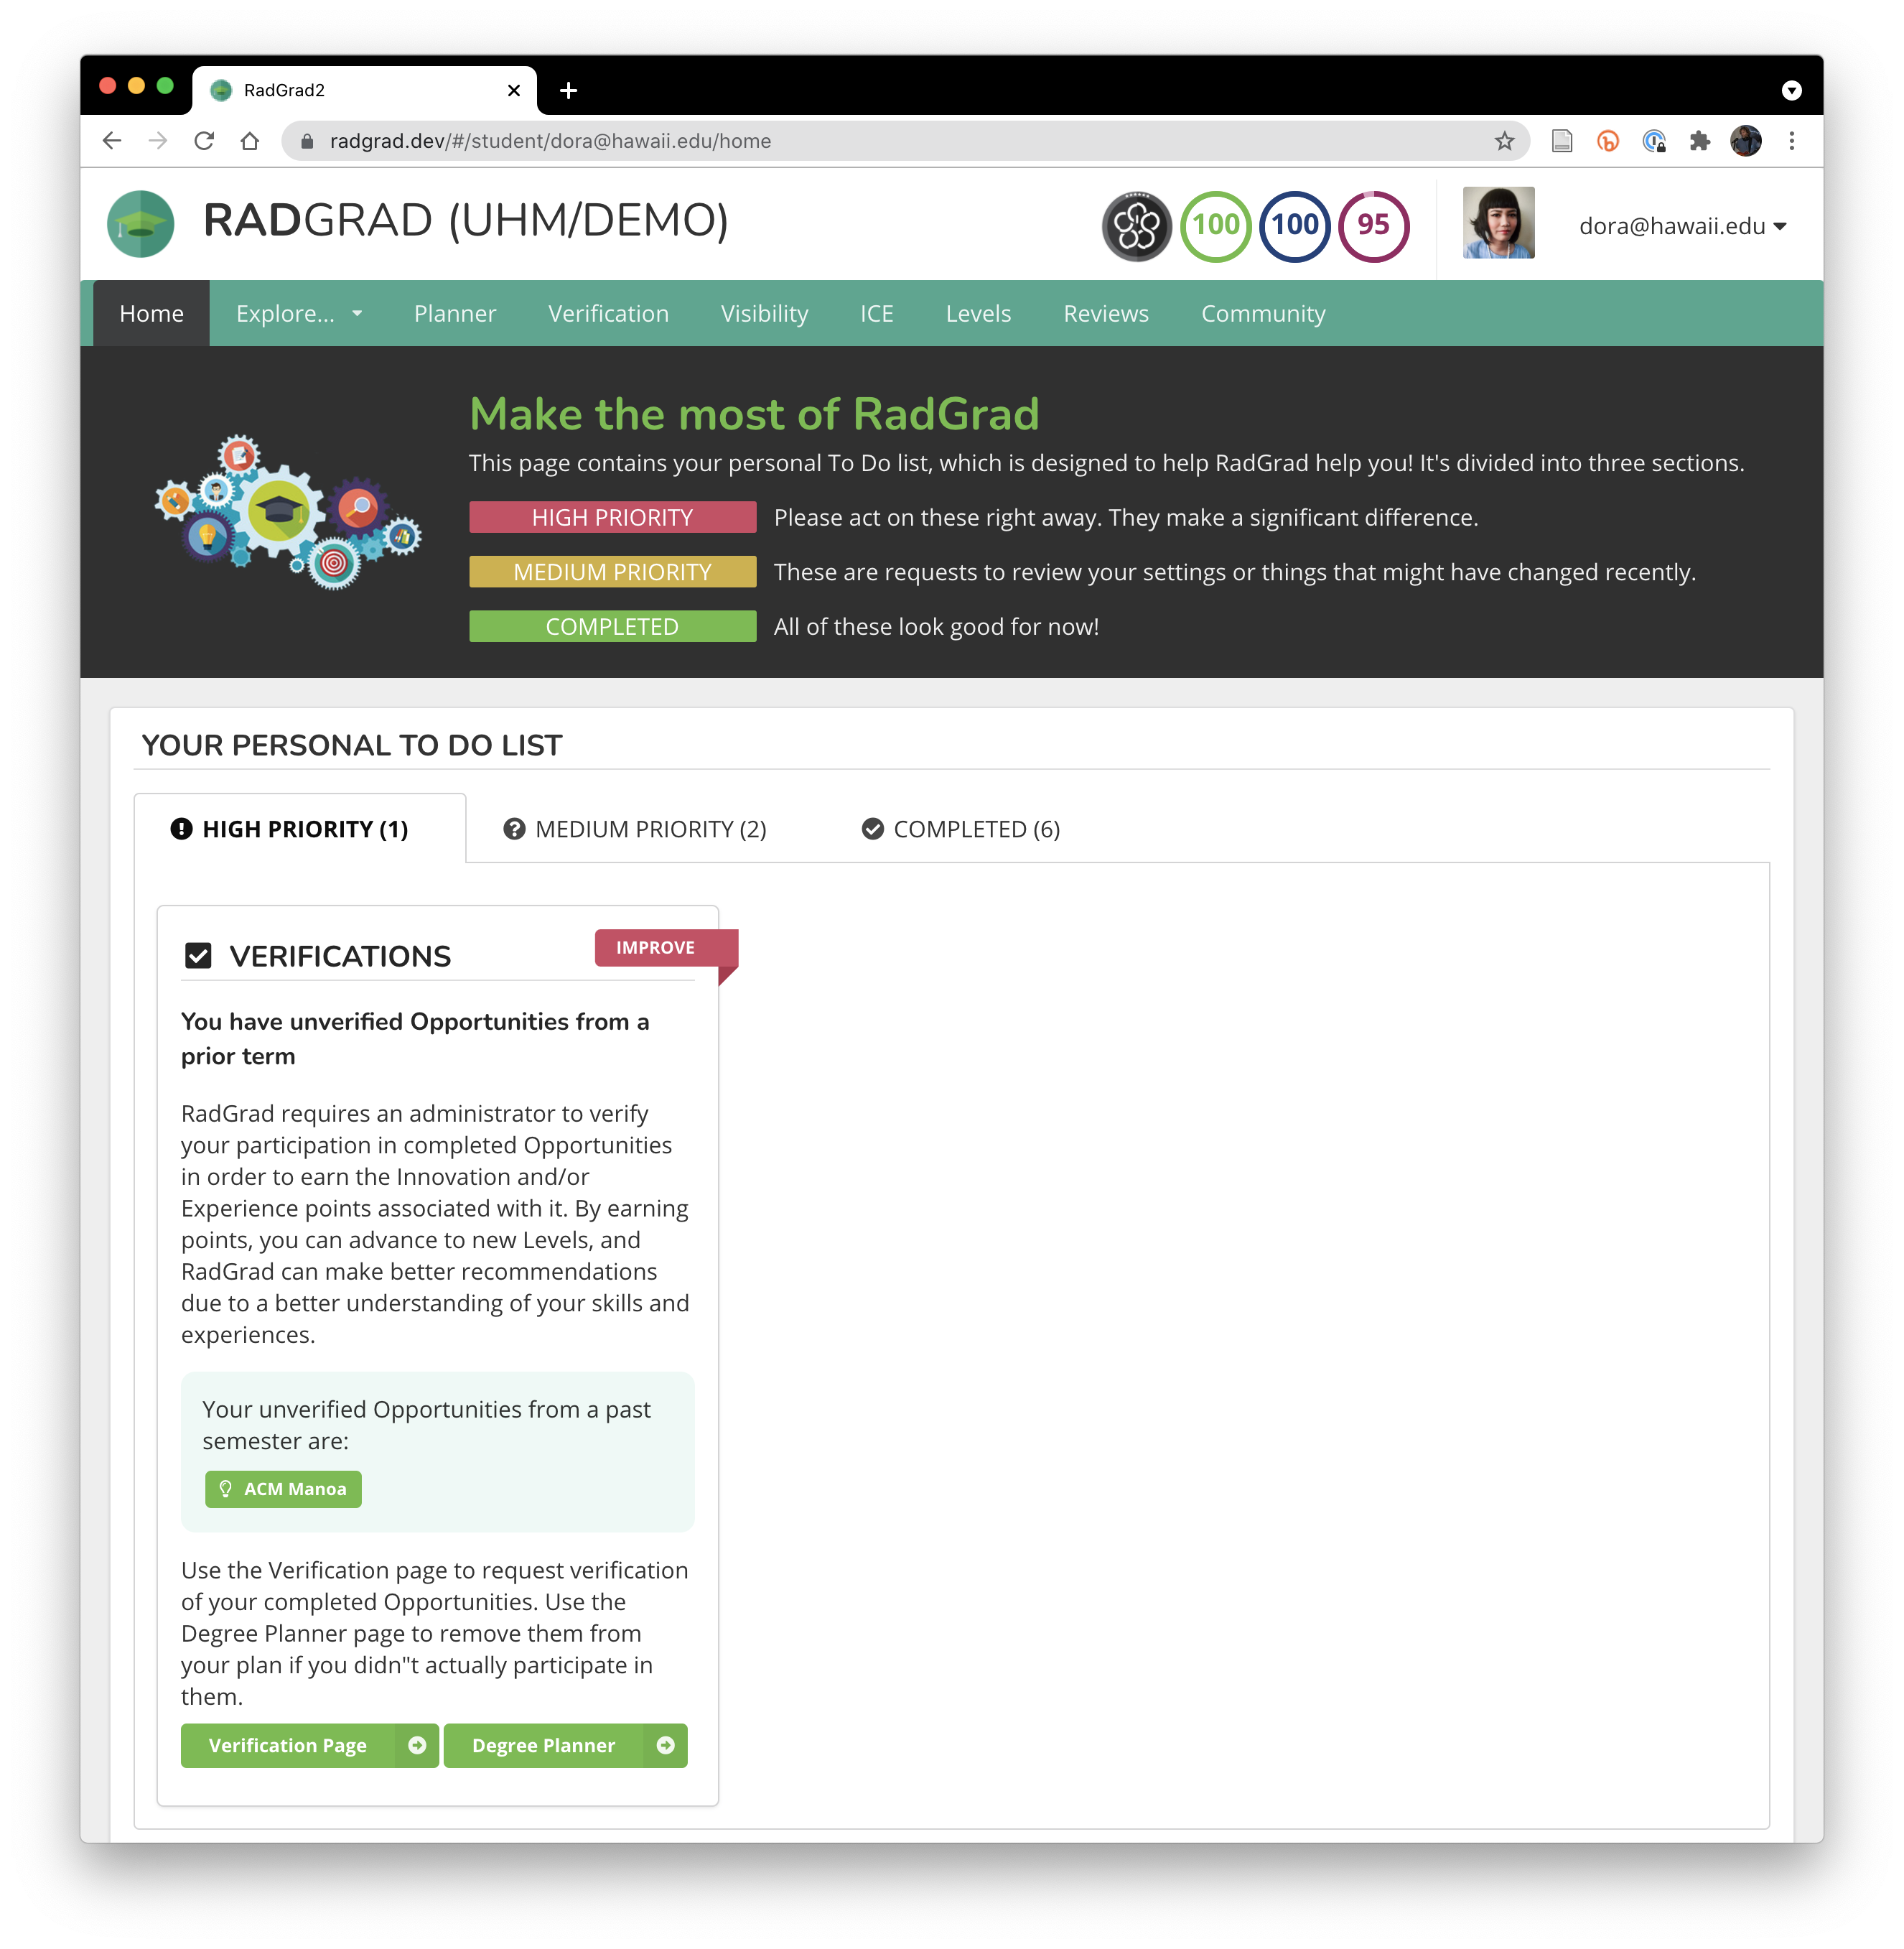 RadGrad2
radgrad.dev/#/student/dora@hawaii.edu/home
RADGRAD (UHM/DEMO)
100
100
95
dora@hawaii.edu
Home
Explore...
Planner
Verification
Visibility
ICE
Levels
Reviews
Community
Make the most of RadGrad
This page contains your personal To Do list, which is designed to help RadGrad help you! It's divided into three sections.
HIGH PRIORITY
Please act on these right away. They make a significant difference.
MEDIUM PRIORITY
These are requests to review your settings or things that might have changed recently.
COMPLETED
All of these look good for now!
YOUR PERSONAL TO DO LIST
HIGH PRIORITY (1)
MEDIUM PRIORITY (2)
COMPLETED (6)
VERIFICATIONS
IMPROVE
You have unverified Opportunities from a
prior term
RadGrad requires an administrator to verify
your participation in completed Opportunities
in order to earn the Innovation and/or
Experience points associated with it. By earning
points, you can advance to new Levels, and
RadGrad can make better recommendations
due to a better understanding of your skills and
experiences.
Your unverified Opportunities from a past
semester are:
ACM Manoa
Use the Verification page to request verification
of your completed Opportunities. Use the
Degree Planner page to remove them from
your plan if you didn"t actually participate in
them.
Verification Page
Degree Planner